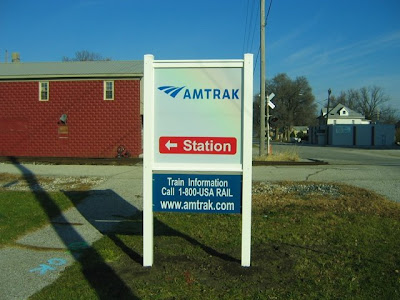 AMTRAK
Station
Train Information
Call 1-800-USA RAIL
www.amtrak.com